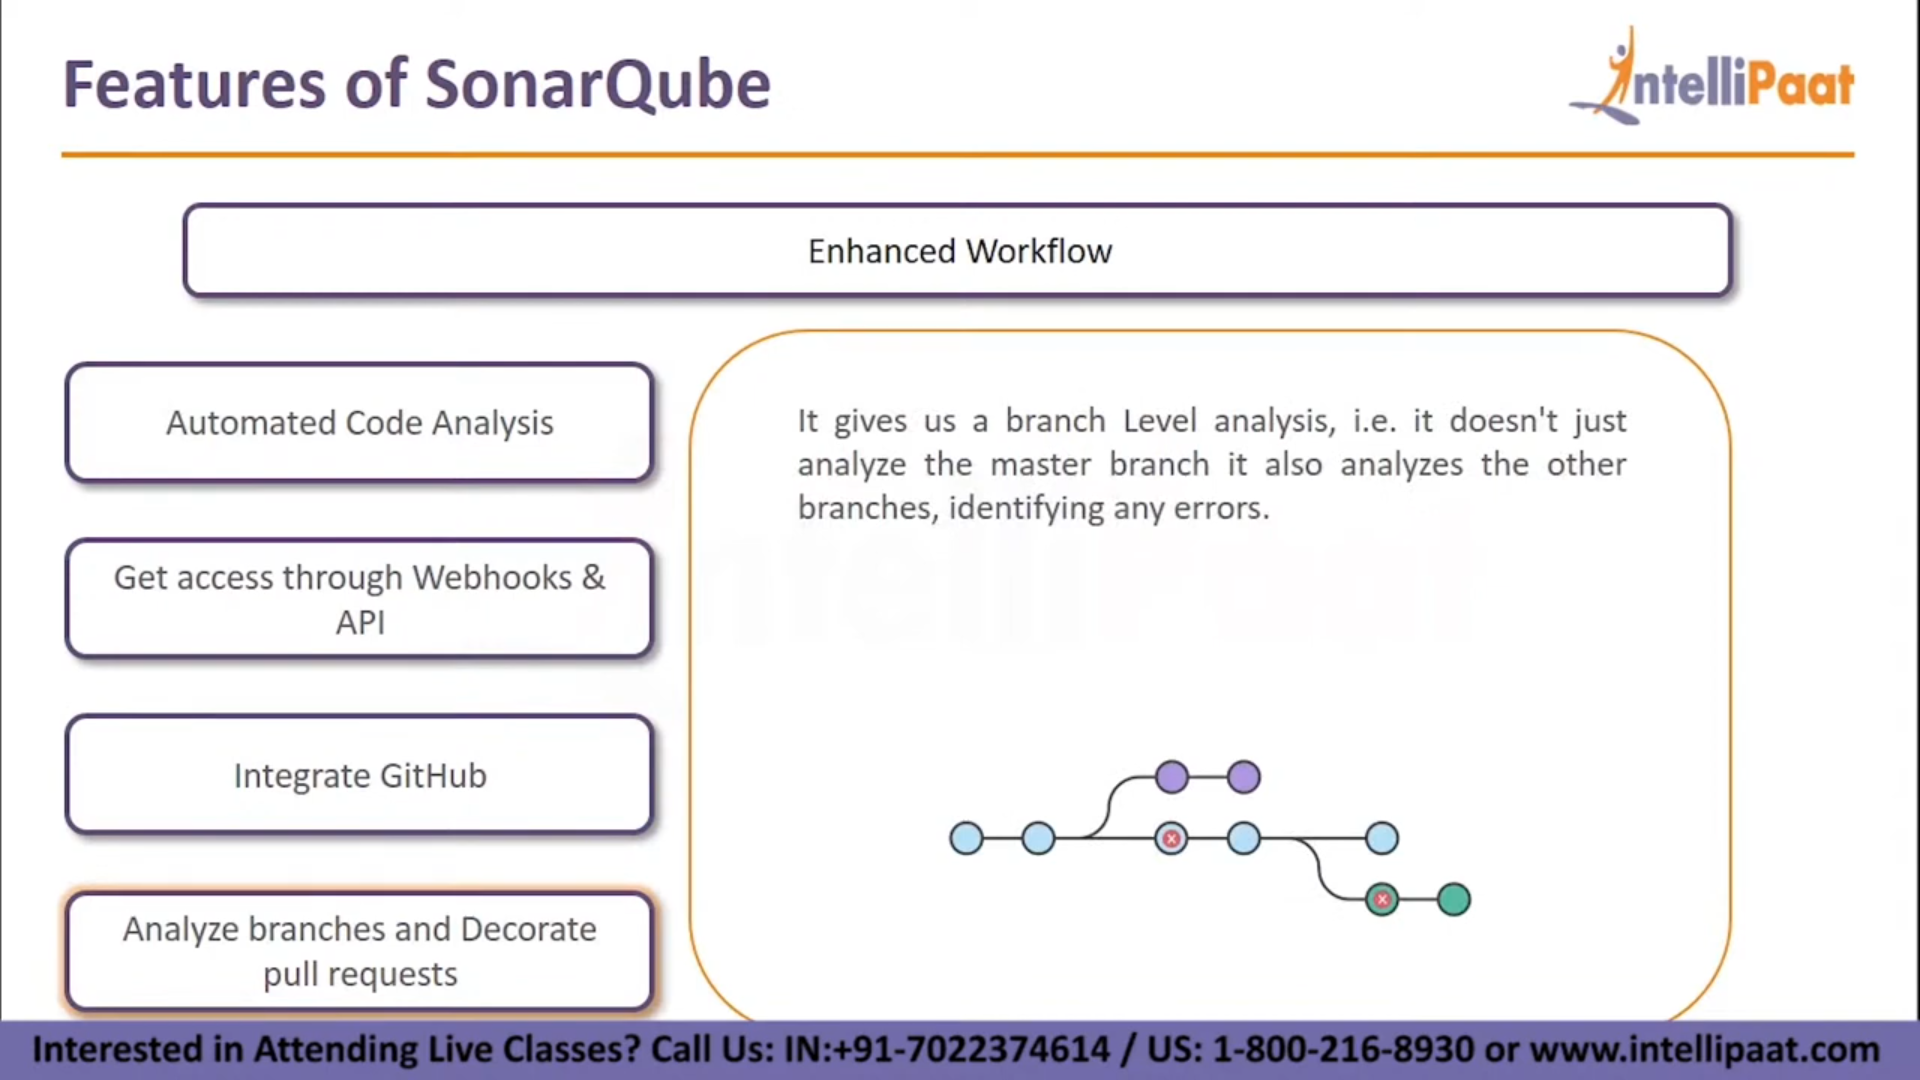 Features of SonarQube
IntelliPaat
Enhanced Workflow
Automated Code Analysis
Get access through Webhooks &
API
Integrate GitHub
Analyze branches and Decorate
pull requests
It gives us a branch Level analysis, i.e. it doesn't just
analyze the master branch it also analyzes the other
branches, identifying any errors.
Interested in Attending Live Classes? Call Us: IN:+91-7022374614 / US: 1-800-216-8930 or www.intellipaat.com